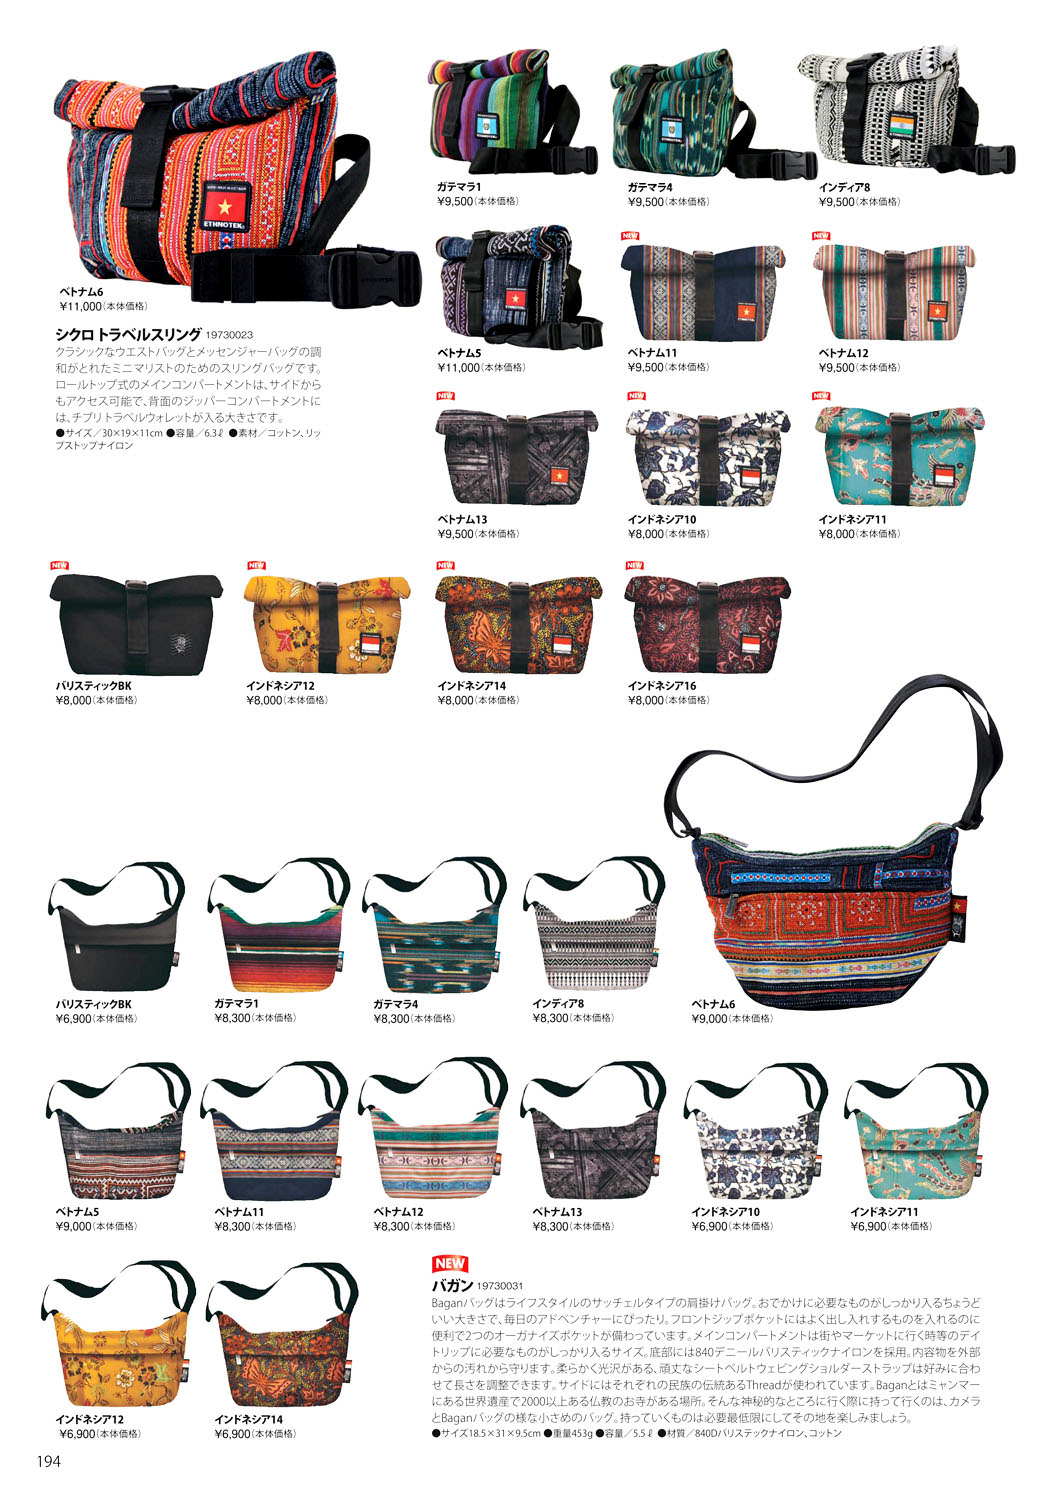 ETHNOTEK
ベトナム6
¥11,000(本体価格)
シクロ トラベルスリング 19730023
クラシックなウエストバッグとメッセンジャーバッグの調
和がとれたミニマリストのためのスリングバッグです。
ロールトップ式のメインコンパートメントは、サイドから
もアクセス可能で、背面のジッパーコンパートメントに
は、チプリトラベルウォレットが入る大きさです。
●サイズ／30×19×11cm ●容量／6.3ℓ ●素材／コットン、リッ
プストップナイロン
ガテマラ1
¥9,500(本体価格)
ガテマラ4
¥9,500(本体価格)
インディア8
¥9,500(本体価格)
ベトナム5
¥11,000(本体価格)
NEW
ベトナム11
¥9,500(本体価格)
NEW
ベトナム12
¥9,500(本体価格)
NEW
ベトナム13
¥9,500(本体価格)
NEW
インドネシア10
¥8,000(本体価格)
NEW
インドネシア11
¥8,000(本体価格)
NEW
バリスティックBK
¥8,000(本体価格)
NEW
インドネシア12
¥8,000(本体価格)
NEW
インドネシア14
¥8,000(本体価格)
NEW
インドネシア16
¥8,000(本体価格)
バリスティックBK
¥6,900(本体価格)
ガテマラ1
¥8,300(本体価格)
ガテマラ4
¥8,300(本体価格)
インディア8
¥8,300(本体価格)
ベトナム6
¥9,000(本体価格)
ベトナム5
¥9,000(本体価格)
ベトナム11
¥8,300(本体価格)
ベトナム12
¥8,300(本体価格)
ベトナム13
¥8,300(本体価格)
インドネシア10
¥6,900(本体価格)
インドネシア11
¥6,900(本体価格)
インドネシア12
¥6,900(本体価格)
インドネシア14
¥6,900(本体価格)
NEW
バガン 19730031
Baganバッグはライフスタイルのサッチェルタイプの肩掛けバッグ。おでかけに必要なものがしっかり入るちょうど
いい大きさで、毎日のアドベンチャーにぴったり。フロントジップポケットにはよく出し入れするものを入れるのに
便利で2つのオーガナイズポケットが備わっています。メインコンパートメントは街やマーケットに行く時等のデイ
トリップに必要なものがしっかり入るサイズ。底部には840デニールバリスティックナイロンを採用。内容物を外部
からの汚れから守ります。柔らかく光沢がある、頑丈なシートベルトウェビングショルダーストラップは好みに合わ
せて長さを調整できます。サイドにはそれぞれの民族の伝統あるThreadが使われています。Baganとはミャンマー
にある世界遺産で2000以上ある仏教のお寺がある場所。そんな神秘的なところに行く際に持って行くのは、カメラ
とBaganバッグの様な小さめのバッグ。持っていくものは必要最低限にしてその地を楽しみましょう。
●サイズ18.5×31×9.5cm ●重量453g ●容量／5.5ℓ ●材質／840Dバリステックナイロン、コットン
194